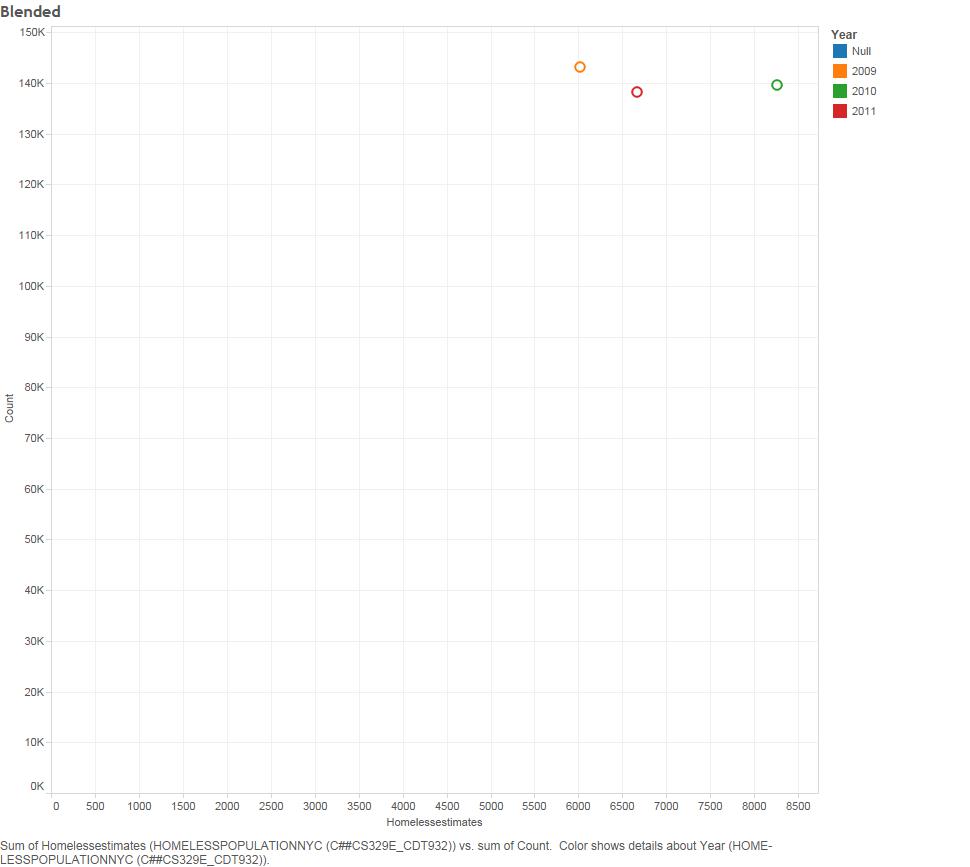 Blended
150K
140K
130K
120K
110K
100K
90K
80K
70K
60K
50K
40K
30K
20K
10K
0K
Count
0 500 1000 1500 2000 2500 3000 3500 4000 4500 5000 5500 6000 6500 7000 7500 8000 8500
Homelessestimates
Year
Null
2009
2010
2011
Sum of Homelessestimates (HOMELESSPOPULATIONNYC (C##CS329E_CDT932)) vs. sum of Count.  Color shows details about Year (HOME-
LESSPOPULATIONNYC (C##CS329E_CDT932)).